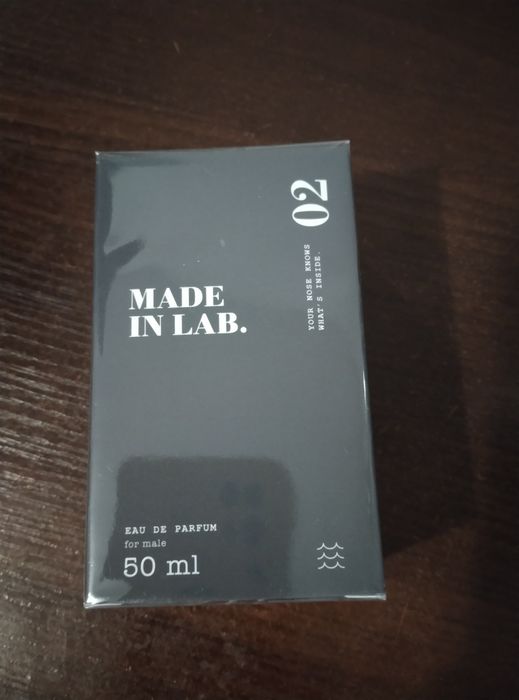 02
YOUR NOSE KNOWS
WHAT'S INSIDE.
MADE
IN LAB.
EAU DE PARFUM
for male
50 ml